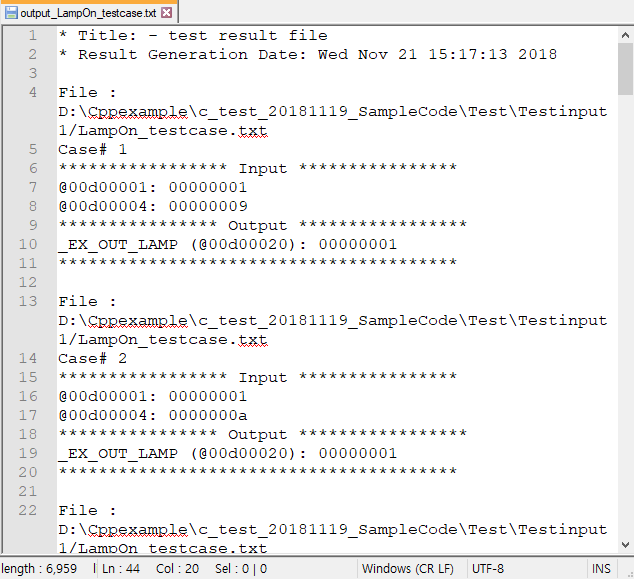 output_LampOn_testcase.txt
1 * Title: - test result file
2 * Result Generation Date: Wed Nov 21 15:17:13 2018
3
4 File :
D:\Cppexample\c_test_20181119_SampleCode\Test\Testinput
1/LampOn_testcase.txt
5 Case# 1
6 ***************** Input ****************
7 @00d00001: 00000001
8 @00d00004: 00000009
9 **************** Output *****************
10 _EX_OUT_LAMP (@00d00020): 00000001
11 ****************************************
12
13 File :
D:\Cppexample\c_test_20181119_SampleCode\Test\Testinput
1/LampOn_testcase.txt
14 Case# 2
15 ***************** Input ****************
16 @00d00001: 00000001
17 @00d00004: 0000000a
18 **************** Output *****************
19 _EX_OUT_LAMP (@00d00020): 00000001
20 ****************************************
21
22 File :
D:\Cppexample\c_test_20181119_SampleCode\Test\Testinput
1/LampOn_testcase.txt
length : 6,959 l Ln : 44 Col : 20 Sel : 0 | 0 Windows (CR LF) UTF-8 INS